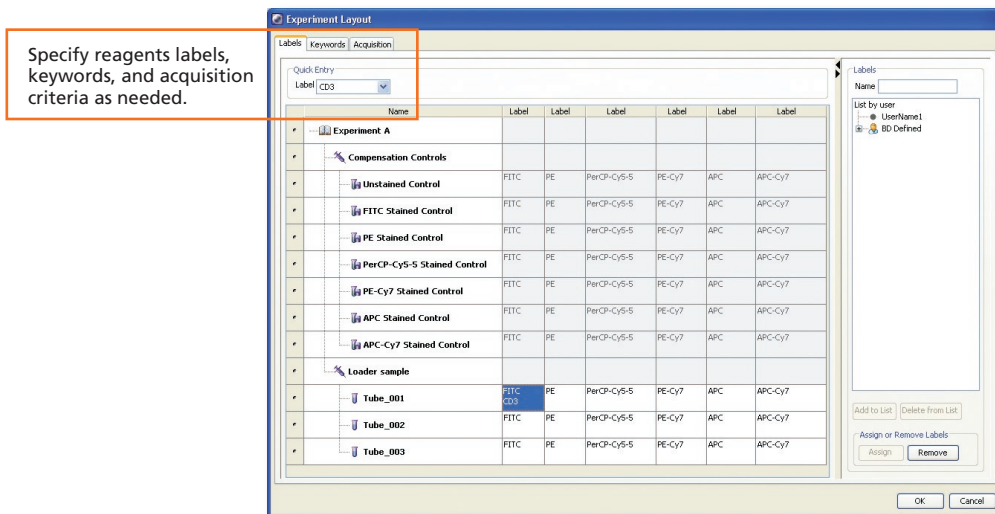 Experiment Layout
Labels Keywords Acquisition
Specify reagents labels,
keywords, and acquisition
criteria as needed.
Quick Entry
Label CD3
Name Label Label Label Label Label Label
Experiment A
Compensation Controls
Unstained Control FITC PE PerCP-Cy5-5 PE-Cy7 APC APC-Cy7
FITC Stained Control FITC PE PerCP-Cy5-5 PE-Cy7 APC APC-Cy7
PE Stained Control FITC PE PerCP-Cy5-5 PE-Cy7 APC APC-Cy7
PerCP-Cy5-5 Stained Control FITC PE PerCP-Cy5-5 PE-Cy7 APC APC-Cy7
PE-Cy7 Stained Control FITC PE PerCP-Cy5-5 PE-Cy7 APC APC-Cy7
APC Stained Control FITC PE PerCP-Cy5-5 PE-Cy7 APC APC-Cy7
APC-Cy7 Stained Control FITC PE PerCP-Cy5-5 PE-Cy7 APC APC-Cy7
Loader sample
Tube_001 FITC PE PerCP-Cy5-5 PE-Cy7 APC APC-Cy7
CD3
Tube_002 FITC PE PerCP-Cy5-5 PE-Cy7 APC APC-Cy7
Tube_003 FITC PE PerCP-Cy5-5 PE-Cy7 APC APC-Cy7
Labels
Name
List by user
UserName1
BD Defined
Add to List Delete from List
Assign or Remove Labels
Assign Remove
OK Cancel